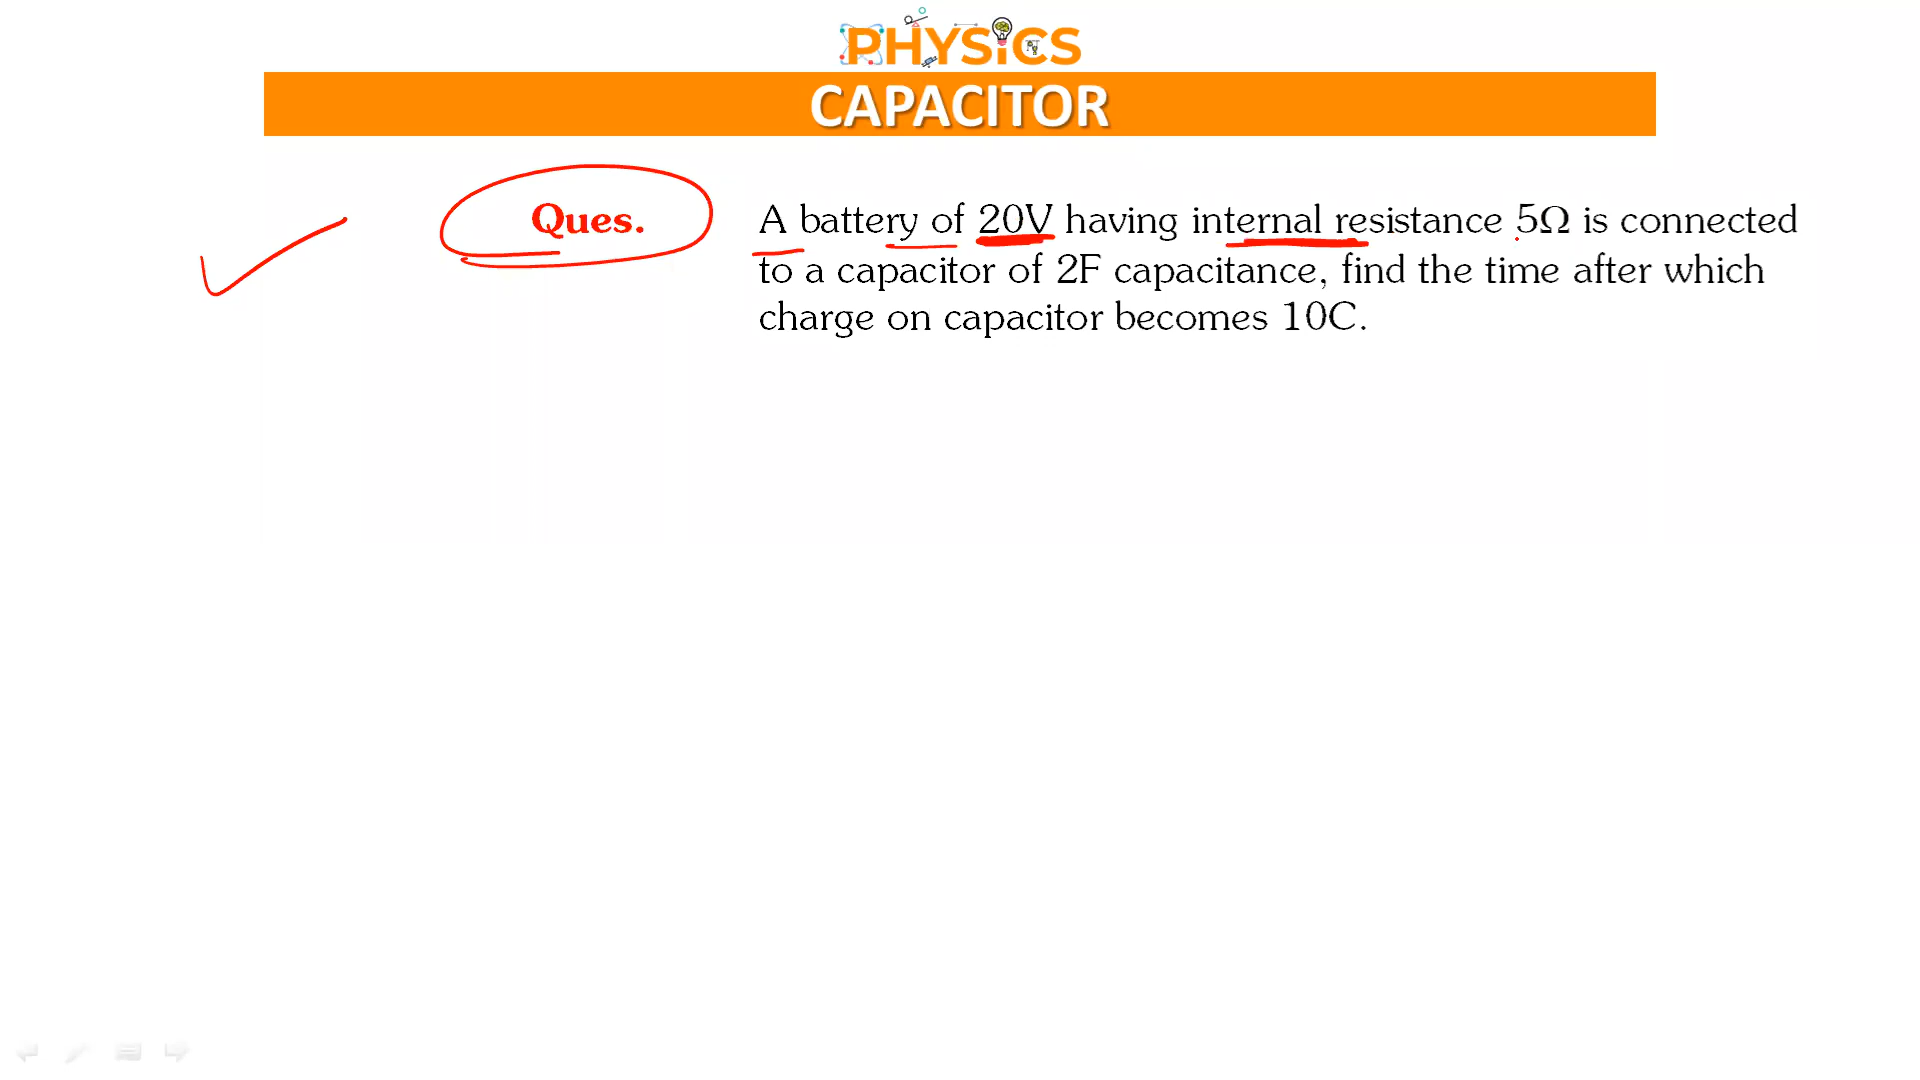 PHYSICS
CAPACITOR
Ques. A battery of 20V having internal resistance 5Ω is connected
to a capacitor of 2F capacitance, find the time after which
charge on capacitor becomes 10C.